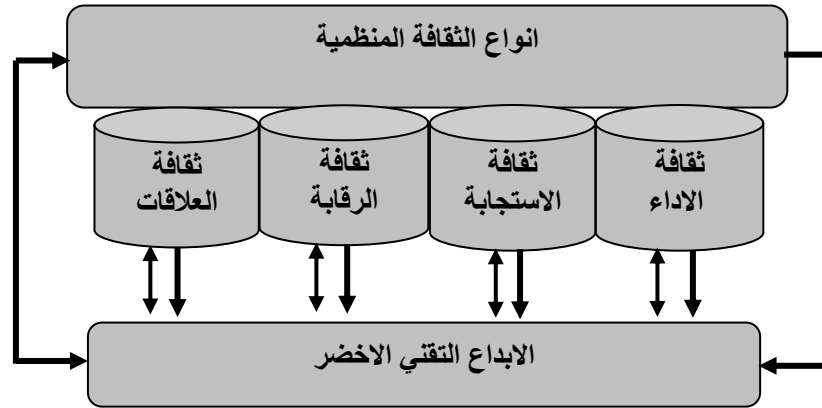 انواع الثقافة المنظمية
ثقافة
الاداء
ثقافة
الاستجابة
ثقافة
الرقابة
ثقافة
العلاقات
الابداع التقني الاخضر